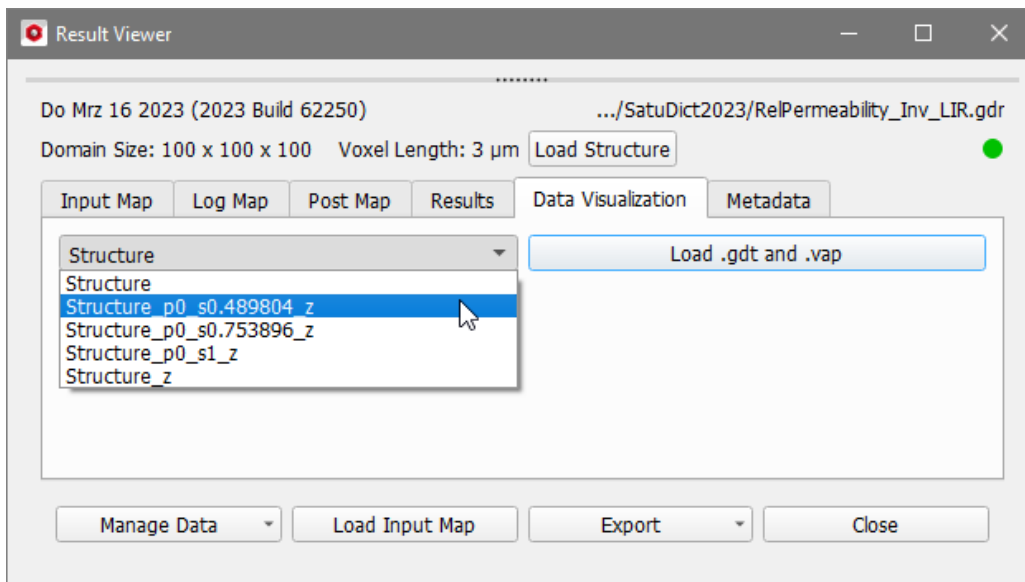 Result Viewer
Do Mrz 16 2023 (2023 Build 62250) .../SatuDict2023/RelPermeability_Inv_LIR.gdr
Domain Size: 100 x 100 x 100 Voxel Length: 3 µm Load Structure
Input Map Log Map Post Map Results Data Visualization Metadata
Structure Load .gdt and .vap
Structure
Structure_p0_s0.489804_z
Structure_p0_s0.753896_z
Structure_p0_s1_z
Structure_z
Manage Data Load Input Map Export Close